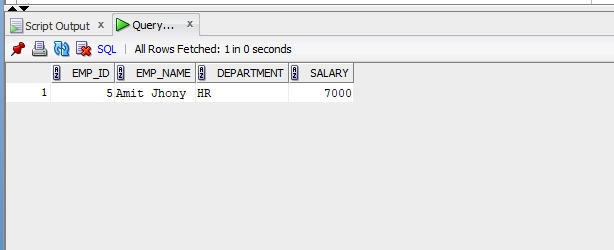 Script Output x Query... x
SQL | All Rows Fetched: 1 in 0 seconds
EMP_ID EMP_NAME DEPARTMENT SALARY
1 5 Amit Jhony HR 7000